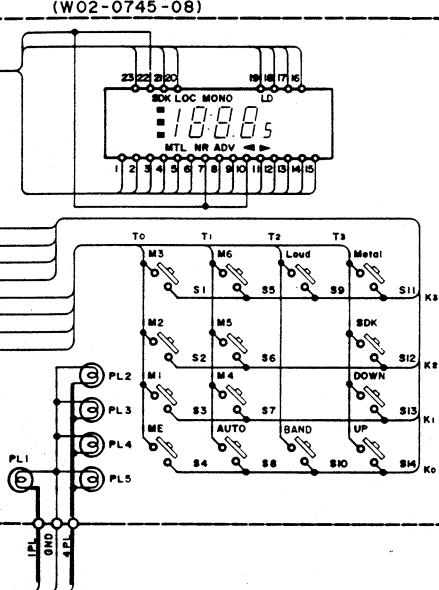 (W02-0745-08)
23 22 21 20 19 18 17 16
SDK LOC MONO LD
18:8.8 5
MTL NR ADV ◀ ▶
1 2 3 4 5 6 7 8 9 10 11 12 13 14 15
T0 T1 T2 T3
M3 M6 Loud Metal
S1 S5 S9 S11 K3
M2 M5 SDK
S2 S6 S12 K2
PL2 M1 M4 DOWN
PL3 S3 S7 S13 K1
PL4 ME AUTO BAND UP
PL1 PL5 S4 S8 S10 S14 K0
1PL GND 4PL